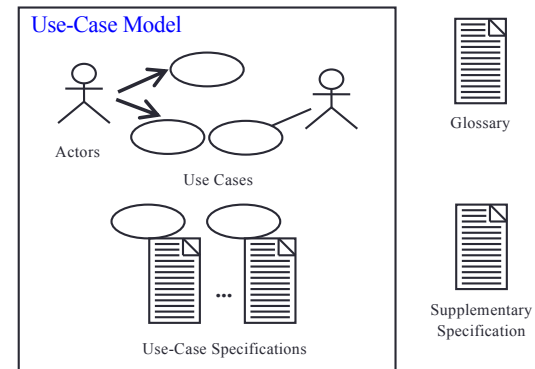 Use-Case Model
Glossary
Actors
Use Cases
...
Use-Case Specifications
Supplementary
Specification